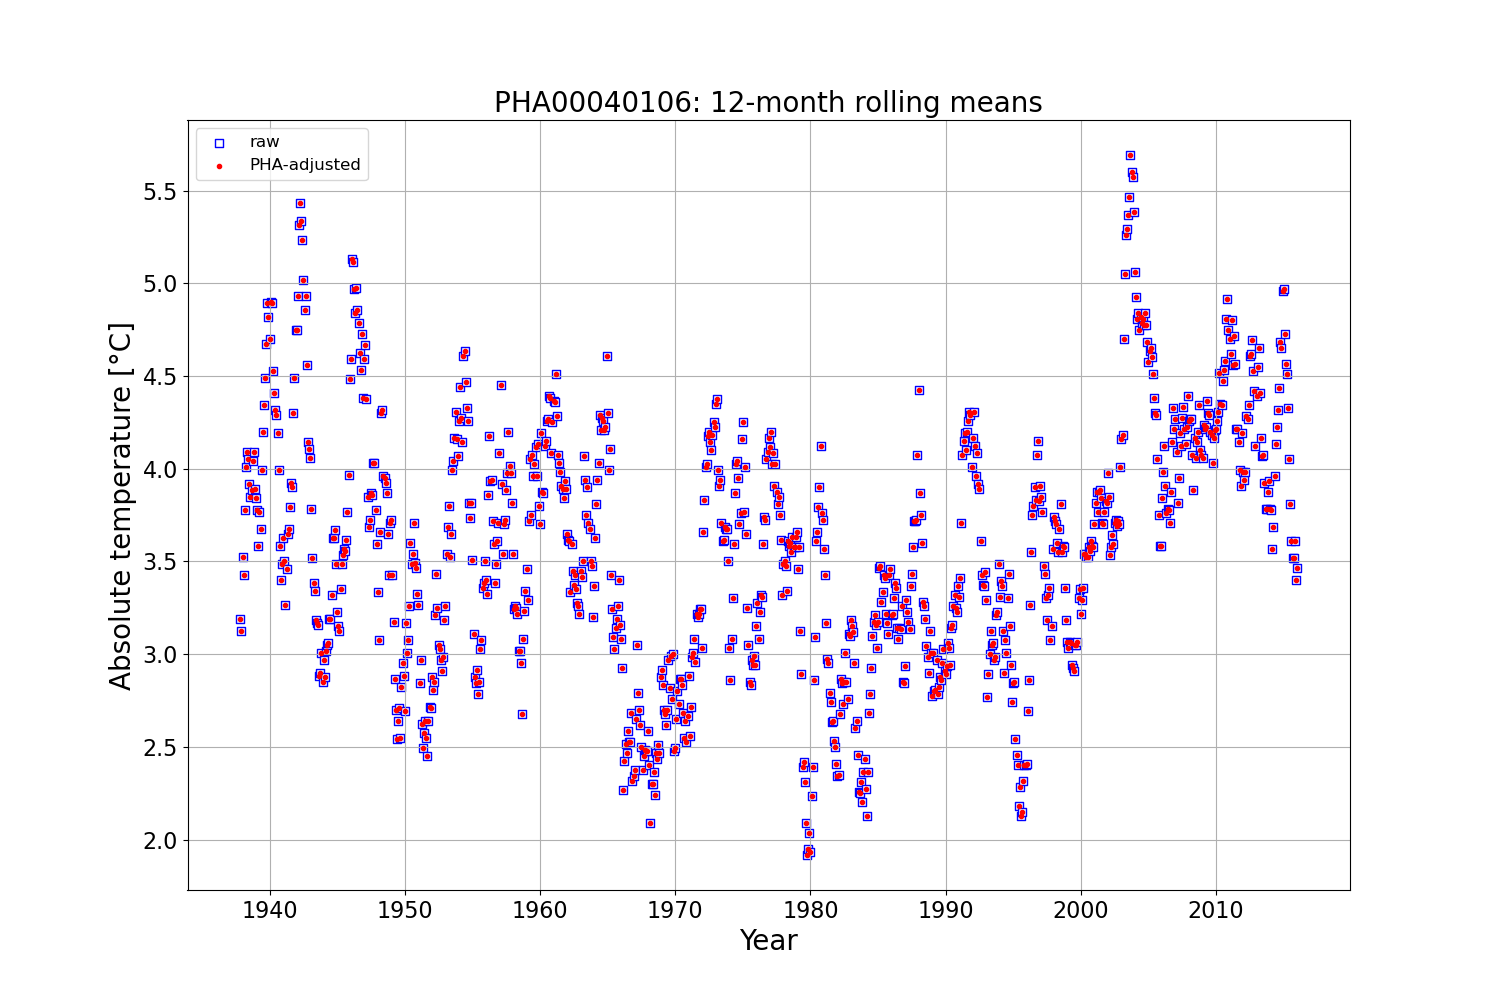 PHA00040106: 12-month rolling means
raw
PHA-adjusted
Absolute temperature [°C]
5.5
5.0
4.5
4.0
3.5
3.0
2.5
2.0
1940 1950 1960 1970 1980 1990 2000 2010
Year